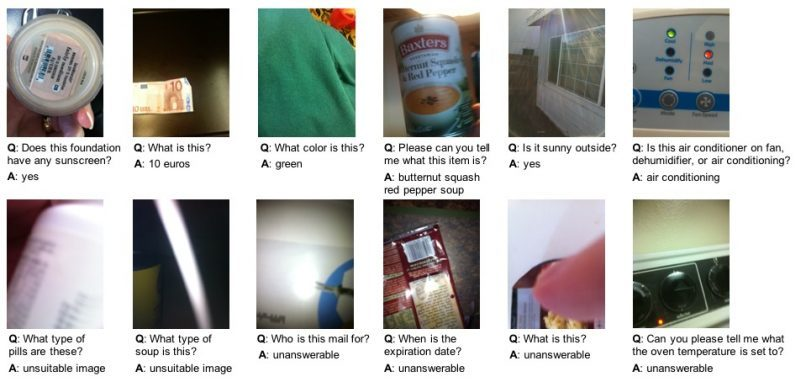 Baxters
Butternut Squash
& Red Pepper
10
Cool
High
Dehumidify
Med
Fan
Low
Mode
Fan Speed
Q: Does this foundation
have any sunscreen?
A: yes
Q: What is this?
A: 10 euros
Q: What color is this?
A: green
Q: Please can you tell
me what this item is?
A: butternut squash
red pepper soup
Q: Is it sunny outside?
A: yes
Q: Is this air conditioner on fan,
dehumidifier, or air conditioning?
A: air conditioning
Q: What type of
pills are these?
A: unsuitable image
Q: What type of
soup is this?
A: unsuitable image
Q: Who is this mail for?
A: unanswerable
Q: When is the
expiration date?
A: unanswerable
Q: What is this?
A: unanswerable
Q: Can you please tell me what
the oven temperature is set to?
A: unanswerable